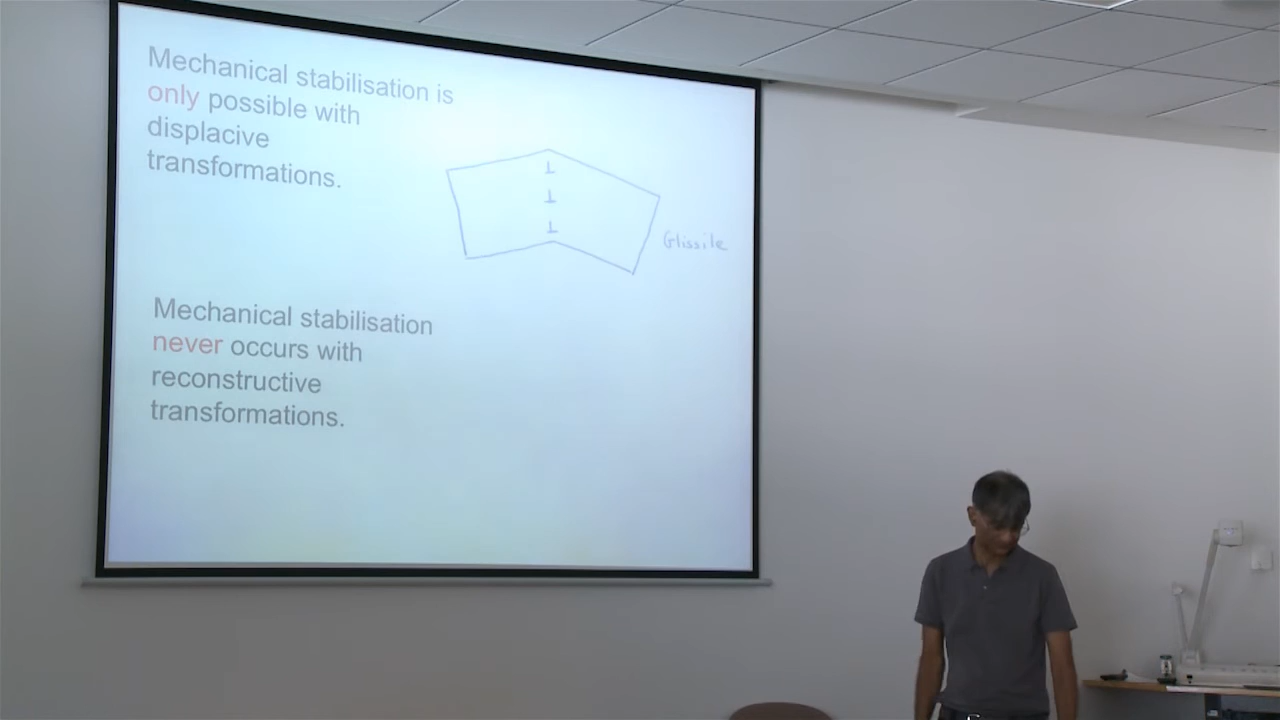 Mechanical stabilisation is
only possible with
displacive
transformations.
Glissile
Mechanical stabilisation
never occurs with
reconstructive
transformations.